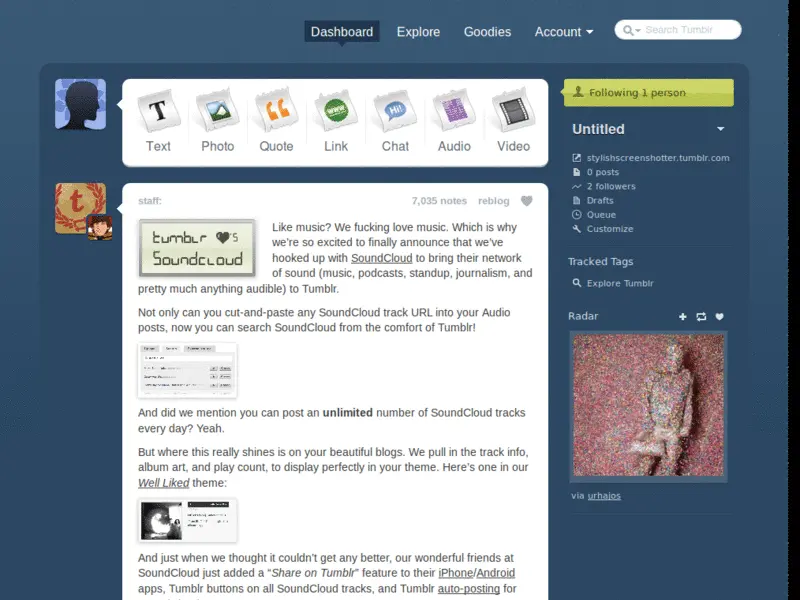 Dashboard Explore Goodies Account Search Tumblr
T
WWW
Hi!
Text Photo Quote Link Chat Audio Video
Following 1 person
Untitled
stylishscreenshotter.tumblr.com
0 posts
2 followers
Drafts
Queue
Customize
Tracked Tags
Explore Tumblr
Radar
via urhajos
t
staff: 7,035 notes reblog
tumblr ♥'s
Soundcloud
Like music? We fucking love music. Which is why
we're so excited to finally announce that we've
hooked up with SoundCloud to bring their network
of sound (music, podcasts, standup, journalism, and
pretty much anything audible) to Tumblr.
Not only can you cut-and-paste any SoundCloud track URL into your Audio
posts, now you can search SoundCloud from the comfort of Tumblr!
And did we mention you can post an unlimited number of SoundCloud tracks
every day? Yeah.
But where this really shines is on your beautiful blogs. We pull in the track info,
album art, and play count, to display perfectly in your theme. Here's one in our
Well Liked theme:
And just when we thought it couldn't get any better, our wonderful friends at
SoundCloud just added a "Share on Tumblr" feature to their iPhone/Android
apps, Tumblr buttons on all SoundCloud tracks, and Tumblr auto-posting for